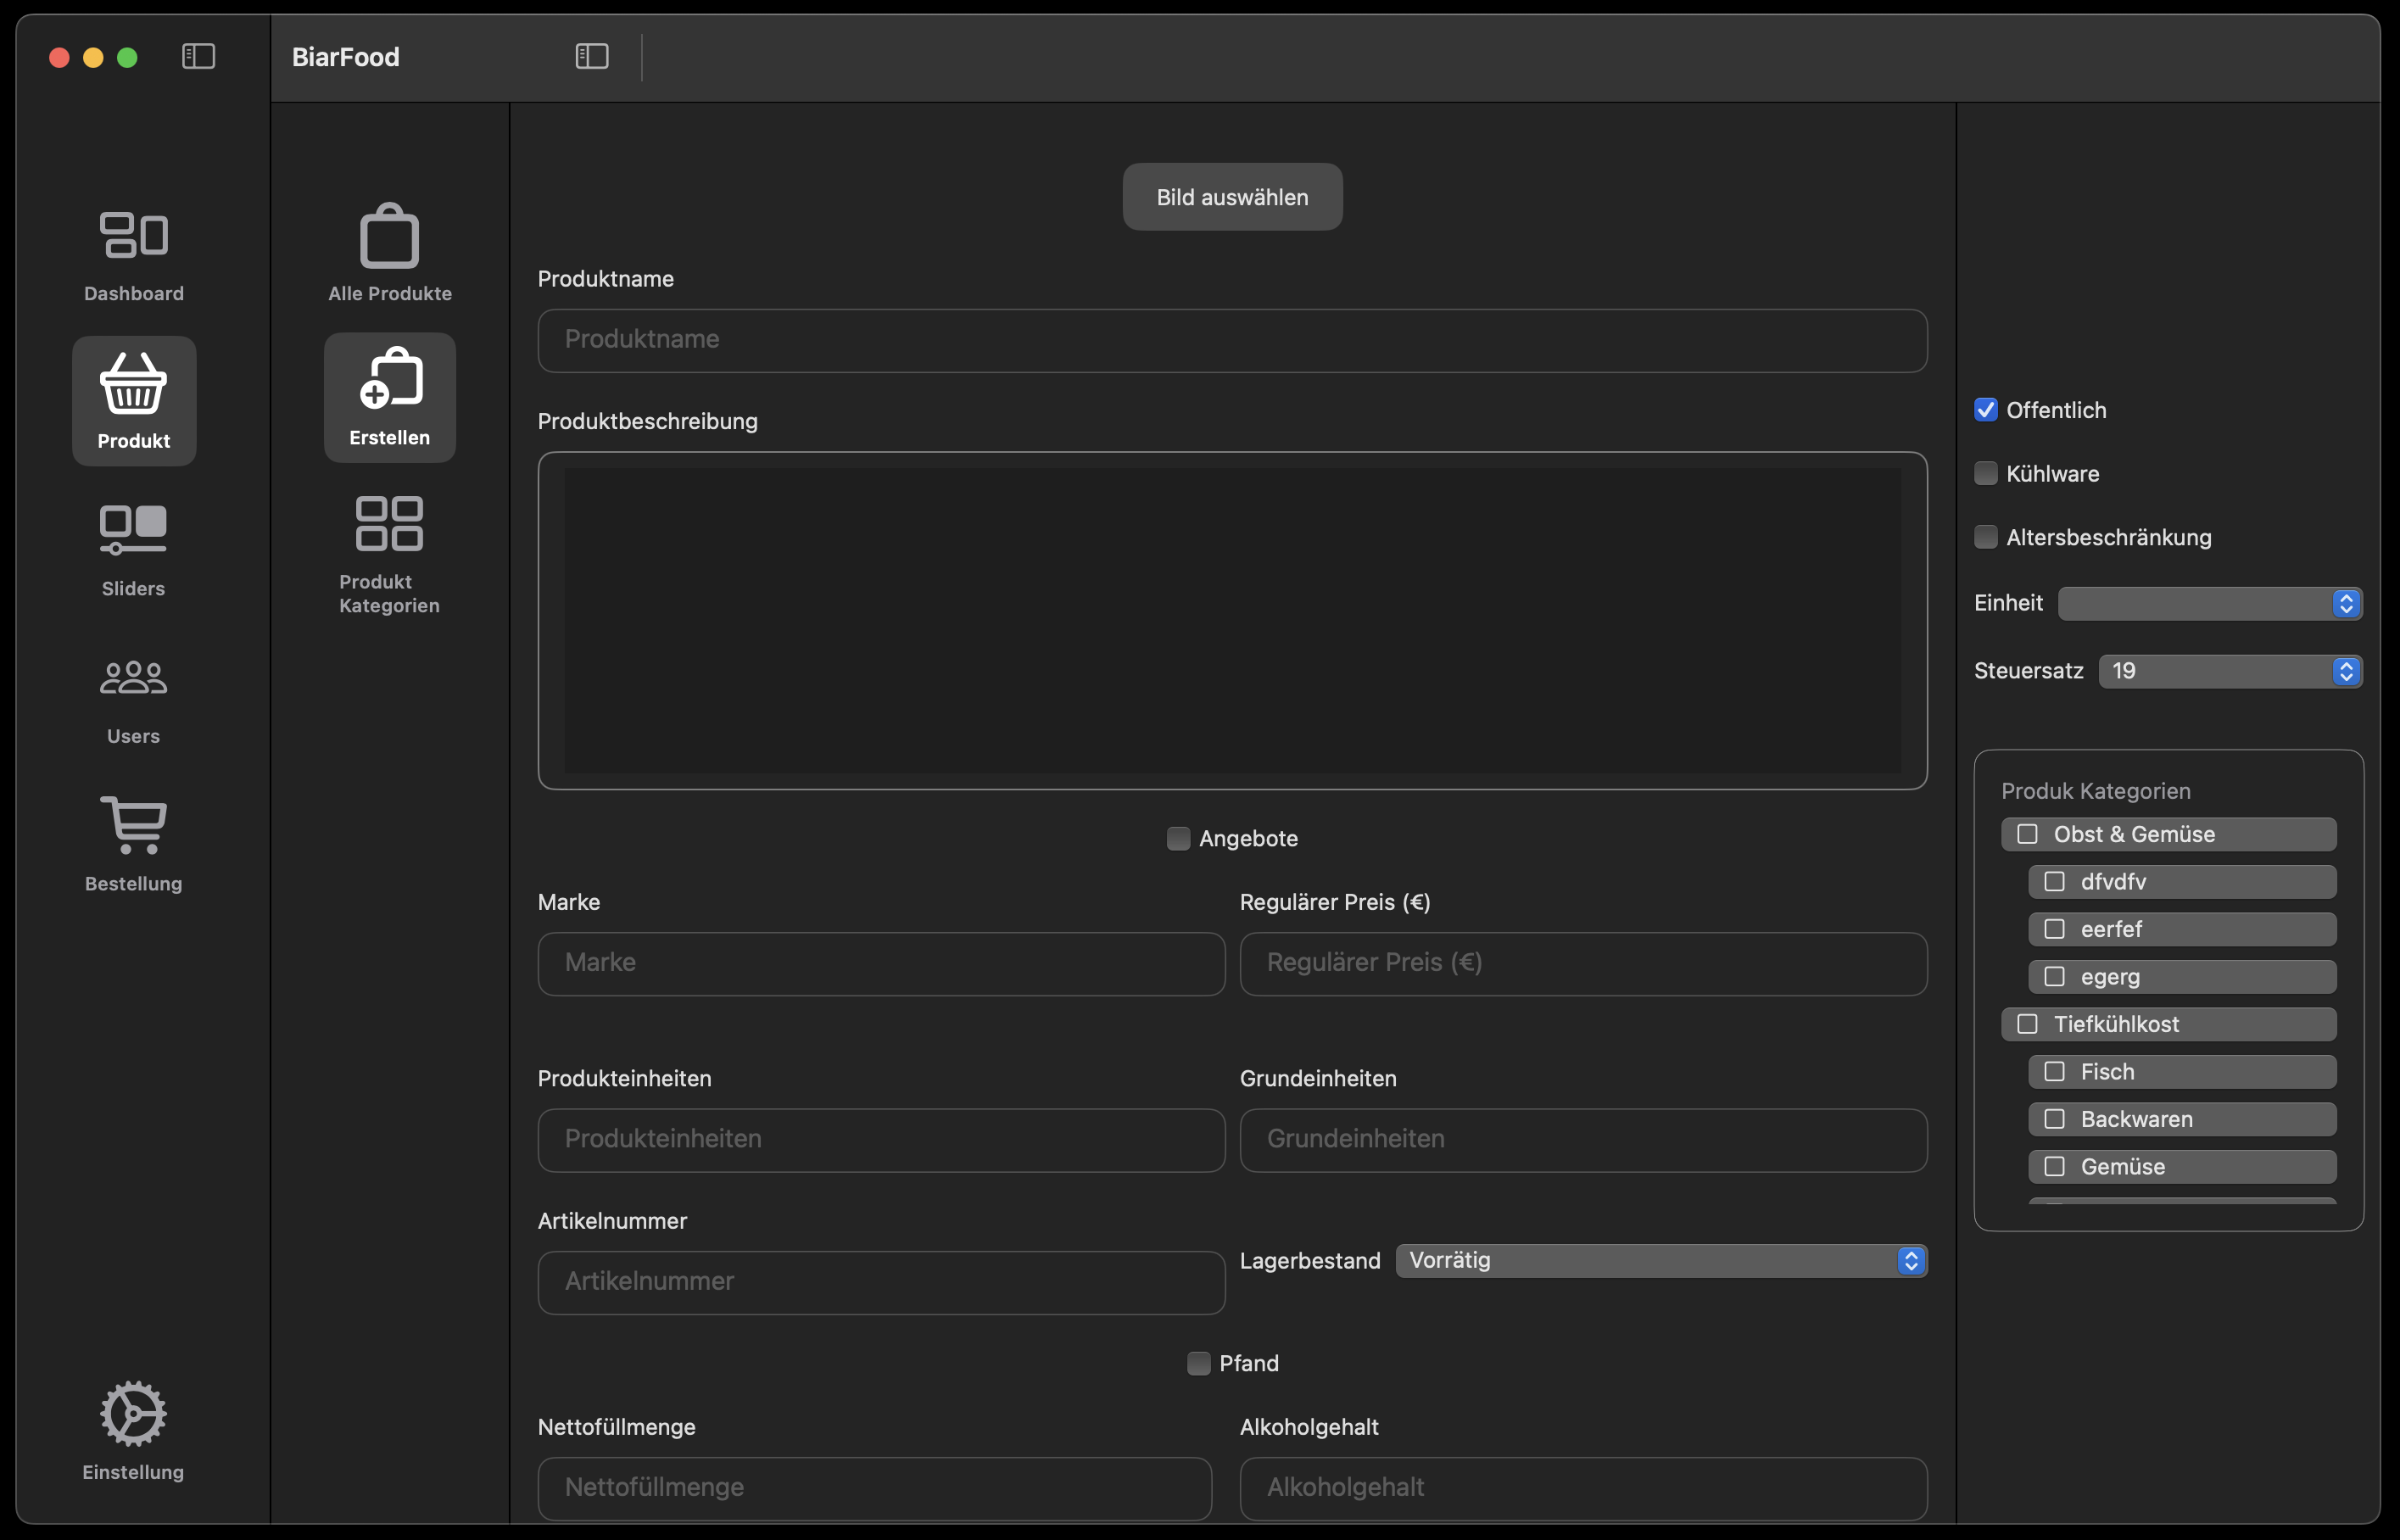 BiarFood
Dashboard
Produkt
Sliders
Users
Bestellung
Einstellung
Alle Produkte
Erstellen
Produkt
Kategorien
Bild auswählen
Produktname
Produktname
Produktbeschreibung
Angebote
Marke
Regulärer Preis (€)
Marke
Regulärer Preis (€)
Produkteinheiten
Grundeinheiten
Produkteinheiten
Grundeinheiten
Artikelnummer
Artikelnummer
Lagerbestand Vorrätig
Pfand
Nettofüllmenge
Alkoholgehalt
Nettofüllmenge
Alkoholgehalt
Offentlich
Kühlware
Altersbeschränkung
Einheit
Steuersatz 19
Produk Kategorien
Obst & Gemüse
dfvdfv
eerfef
egerg
Tiefkühlkost
Fisch
Backwaren
Gemüse